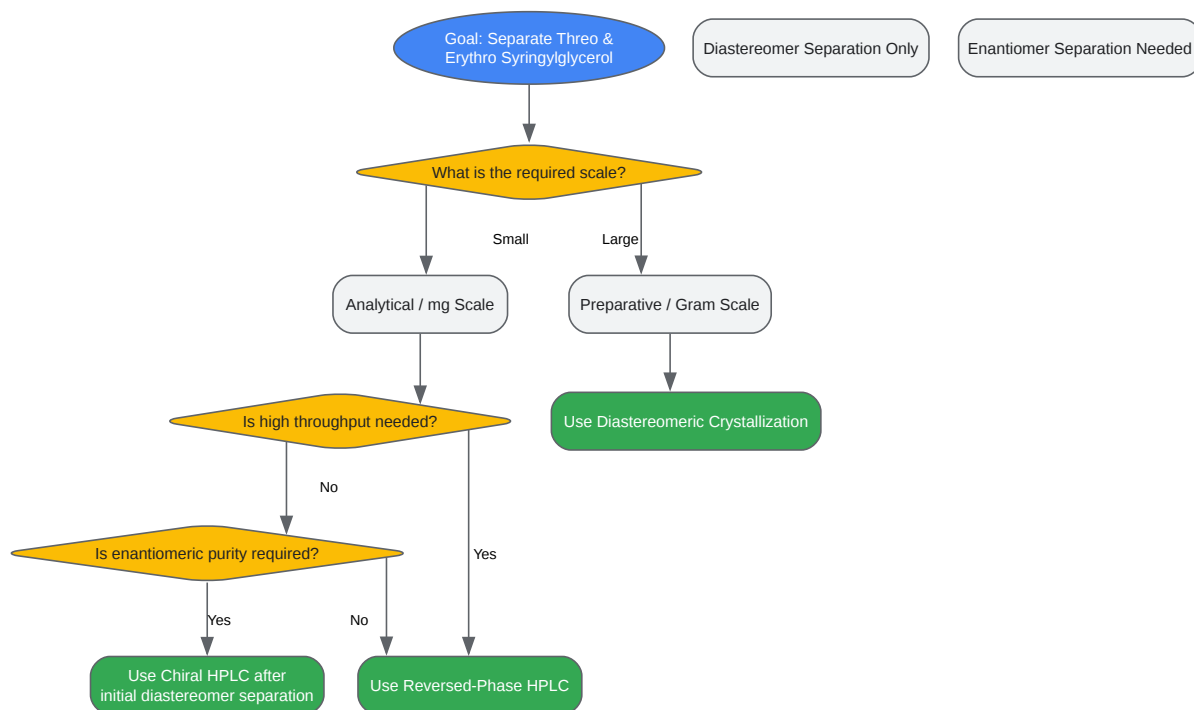 Goal: Separate Threo &
Erythro Syringylglycerol
Diastereomer Separation Only
Enantiomer Separation Needed
What is the required scale?
Small
Large
Analytical / mg Scale
Preparative / Gram Scale
Is high throughput needed?
Use Diastereomeric Crystallization
No
Is enantiomeric purity required?
Yes
Yes
No
Use Chiral HPLC after
initial diastereomer separation
Use Reversed-Phase HPLC